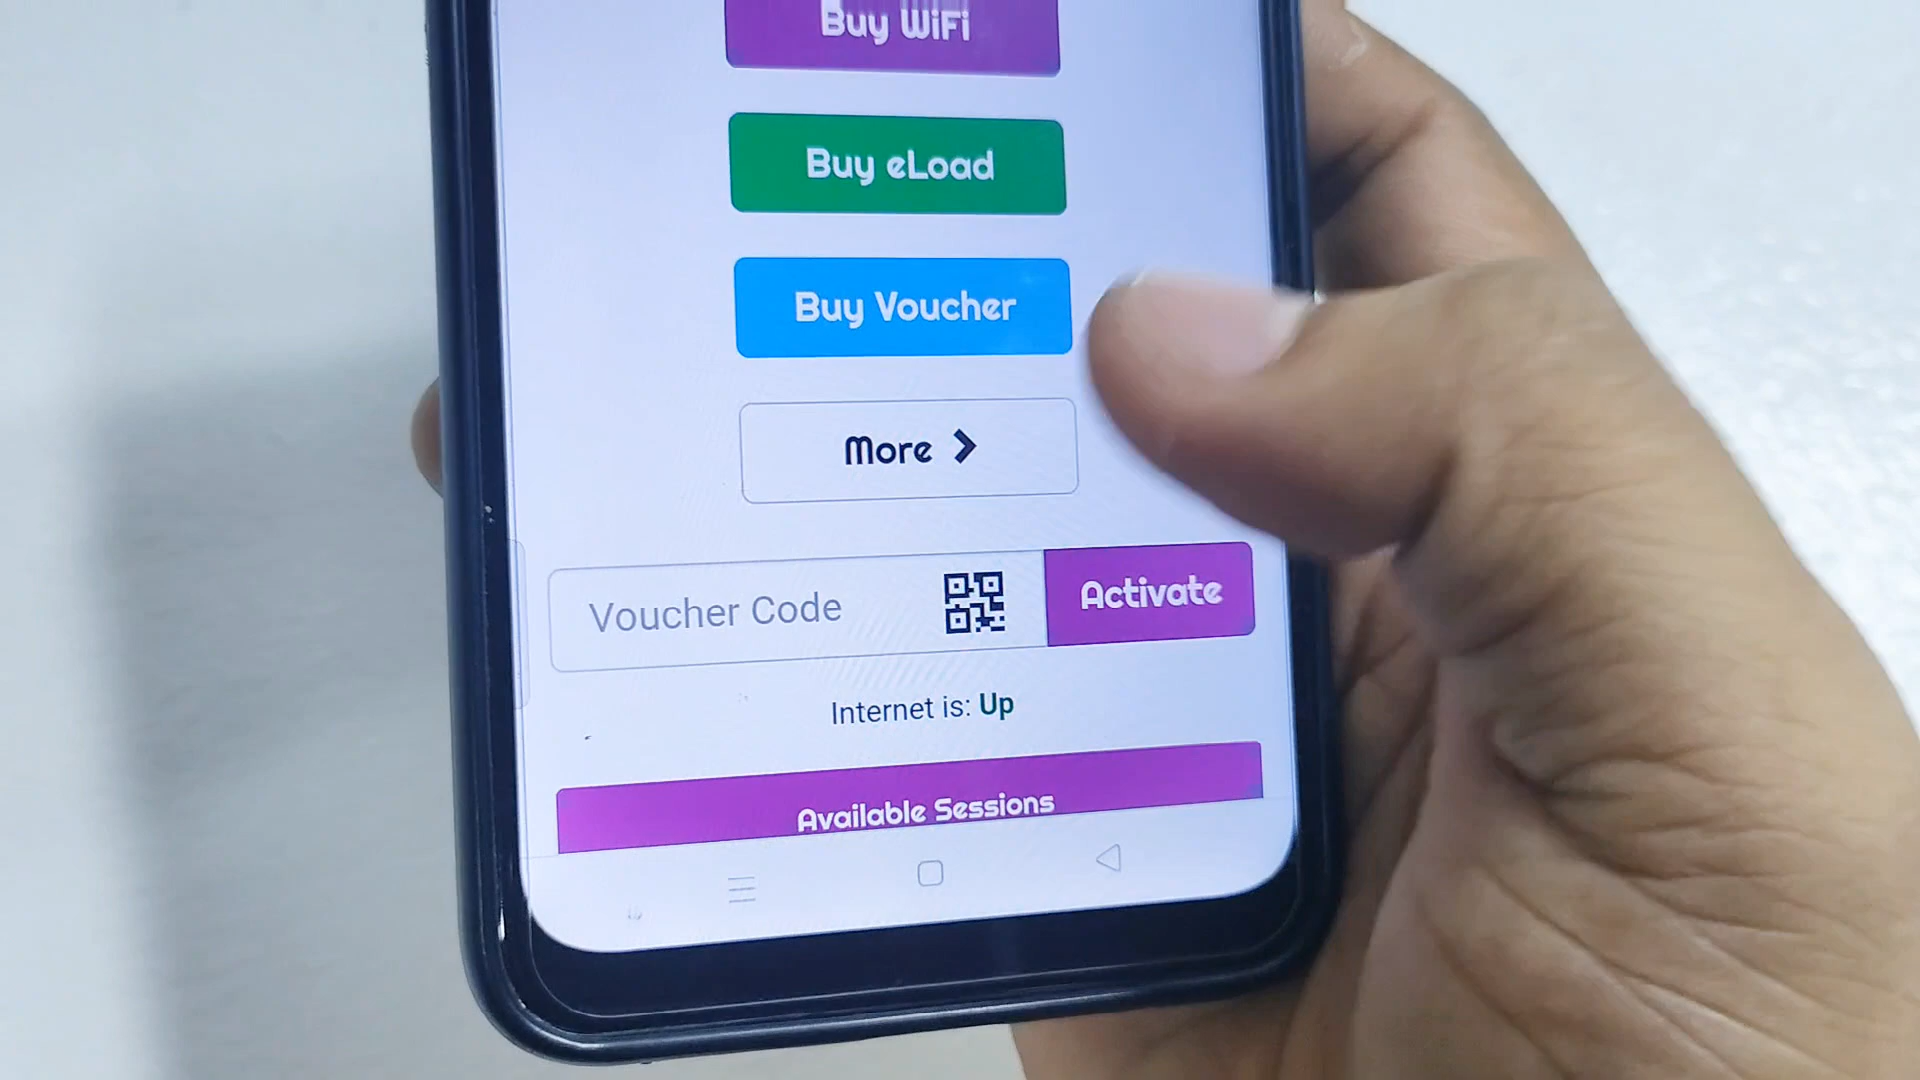 Buy WiFi
Buy eLoad
Buy Voucher
More
Voucher Code
Activate
Internet is: Up
Available Sessions